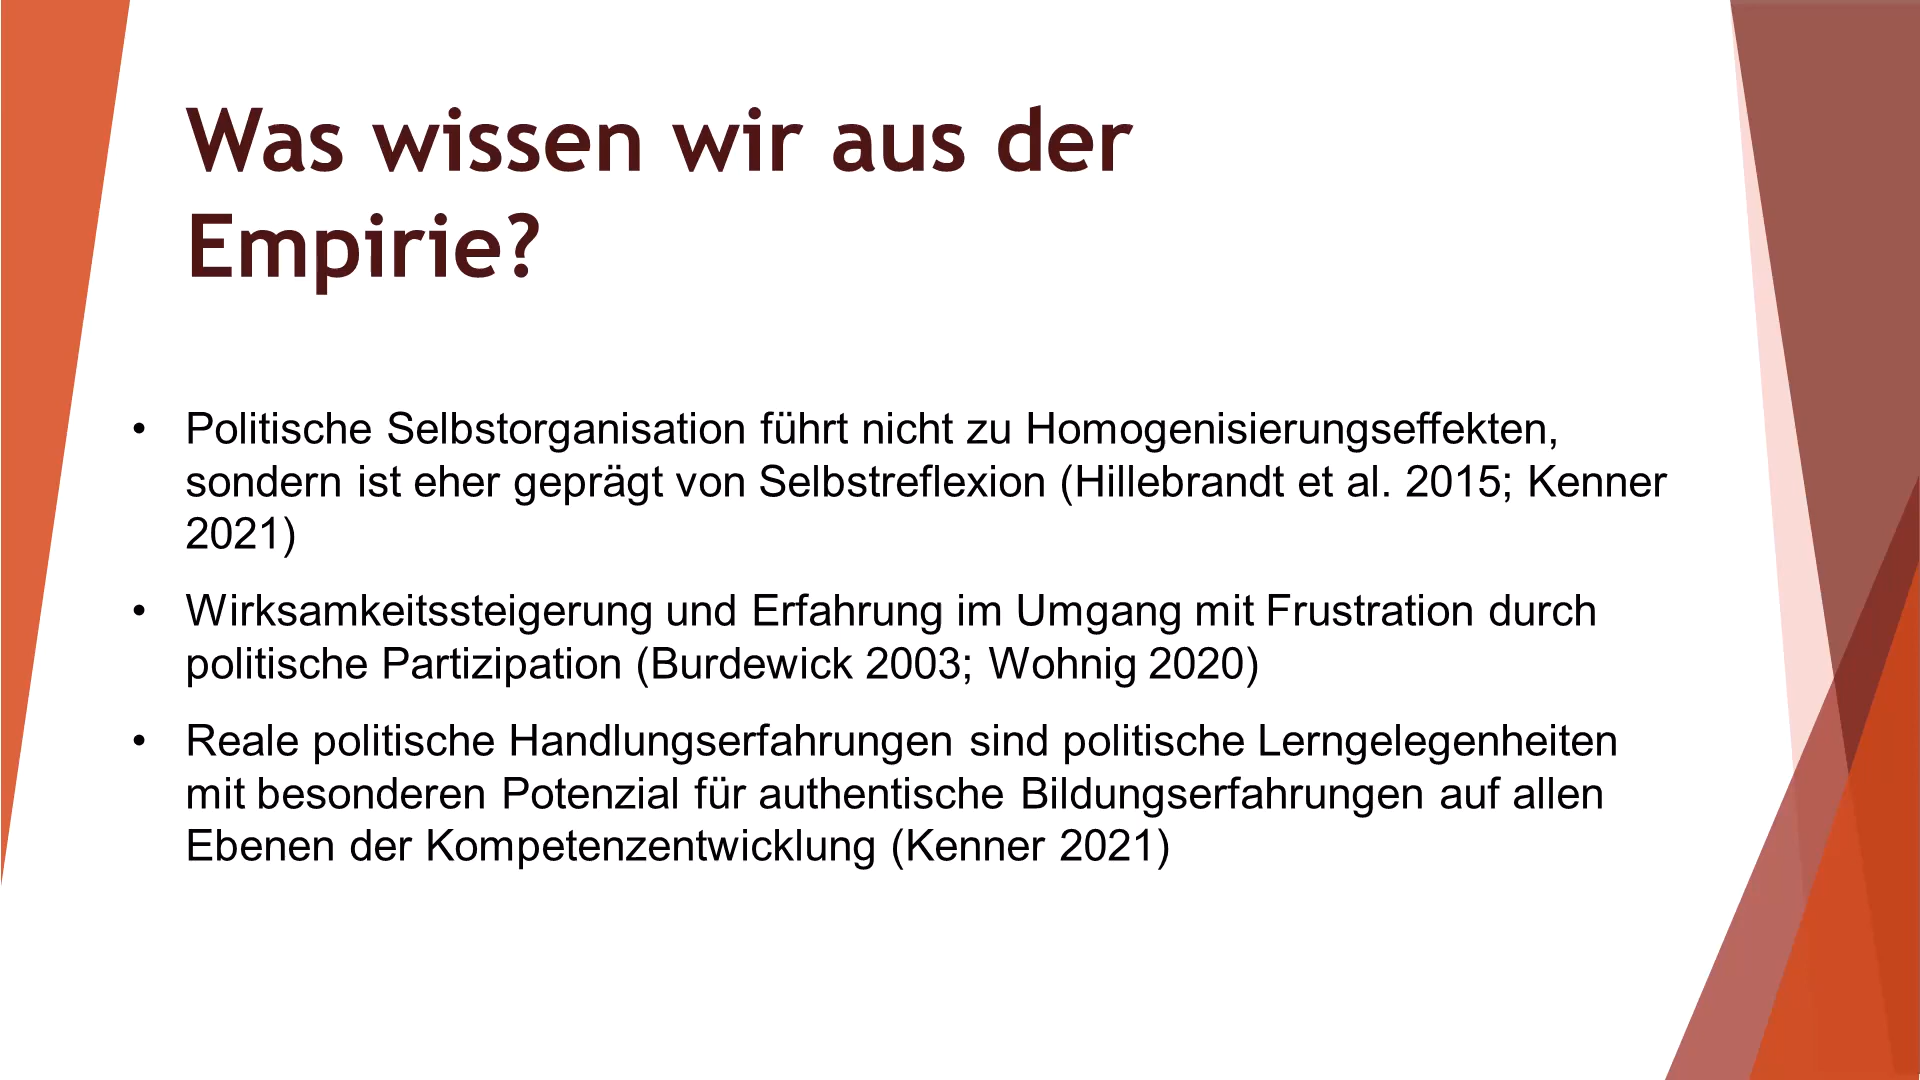 Was wissen wir aus der
Empirie?
• Politische Selbstorganisation führt nicht zu Homogenisierungseffekten,
sondern ist eher geprägt von Selbstreflexion (Hillebrandt et al. 2015; Kenner
2021)
• Wirksamkeitssteigerung und Erfahrung im Umgang mit Frustration durch
politische Partizipation (Burdewick 2003; Wohnig 2020)
• Reale politische Handlungserfahrungen sind politische Lerngelegenheiten
mit besonderen Potenzial für authentische Bildungserfahrungen auf allen
Ebenen der Kompetenzentwicklung (Kenner 2021)